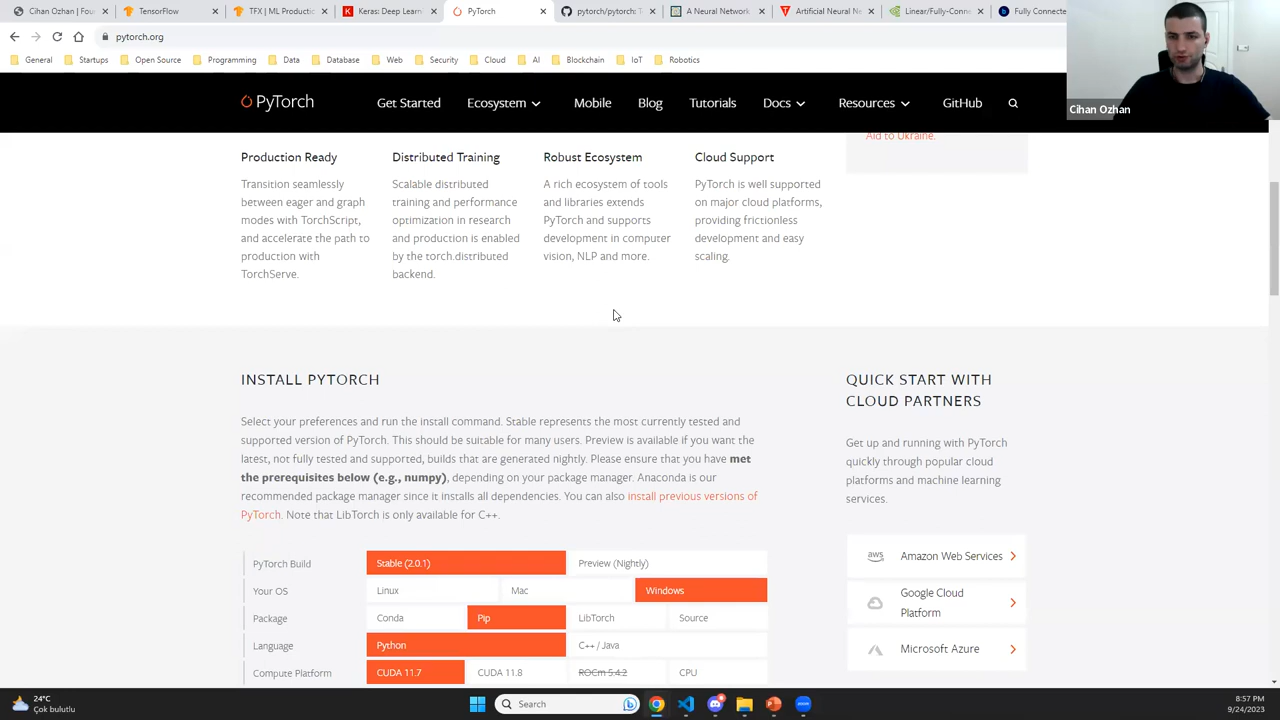 Cihan Ozhan | Fou
TensorFlow
TFX | ML Production
Keras: Deep Learn
PyTorch
pytorch/pytorch: T
A Neural Network
Artificial Neural Ne
Linear/Fully-Conne
Fully Connecte
pytorch.org
General
Startups
Open Source
Programming
Data
Database
Web
Security
Cloud
AI
Blockchain
IoT
Robotics
Cihan Ozhan
PyTorch
Get Started
Ecosystem
Mobile
Blog
Tutorials
Docs
Resources
GitHub
Aid to Ukraine.
Production Ready
Transition seamlessly
between eager and graph
modes with TorchScript,
and accelerate the path to
production with
TorchServe.
Distributed Training
Scalable distributed
training and performance
optimization in research
and production is enabled
by the torch.distributed
backend.
Robust Ecosystem
A rich ecosystem of tools
and libraries extends
PyTorch and supports
development in computer
vision, NLP and more.
Cloud Support
PyTorch is well supported
on major cloud platforms,
providing frictionless
development and easy
scaling.
INSTALL PYTORCH
Select your preferences and run the install command. Stable represents the most currently tested and
supported version of PyTorch. This should be suitable for many users. Preview is available if you want the
latest, not fully tested and supported, builds that are generated nightly. Please ensure that you have met
the prerequisites below (e.g., numpy), depending on your package manager. Anaconda is our
recommended package manager since it installs all dependencies. You can also install previous versions of
PyTorch. Note that LibTorch is only available for C++.
PyTorch Build
Stable (2.0.1)
Preview (Nightly)
Your OS
Linux
Mac
Windows
Package
Conda
Pip
LibTorch
Source
Language
Python
C++ / Java
Compute Platform
CUDA 11.7
CUDA 11.8
ROCm 5.4.2
CPU
QUICK START WITH
CLOUD PARTNERS
Get up and running with PyTorch
quickly through popular cloud
platforms and machine learning
services.
aws
Amazon Web Services
Google Cloud
Platform
Microsoft Azure
24°C
Çok bulutlu
Search
8:57 PM
9/24/2023